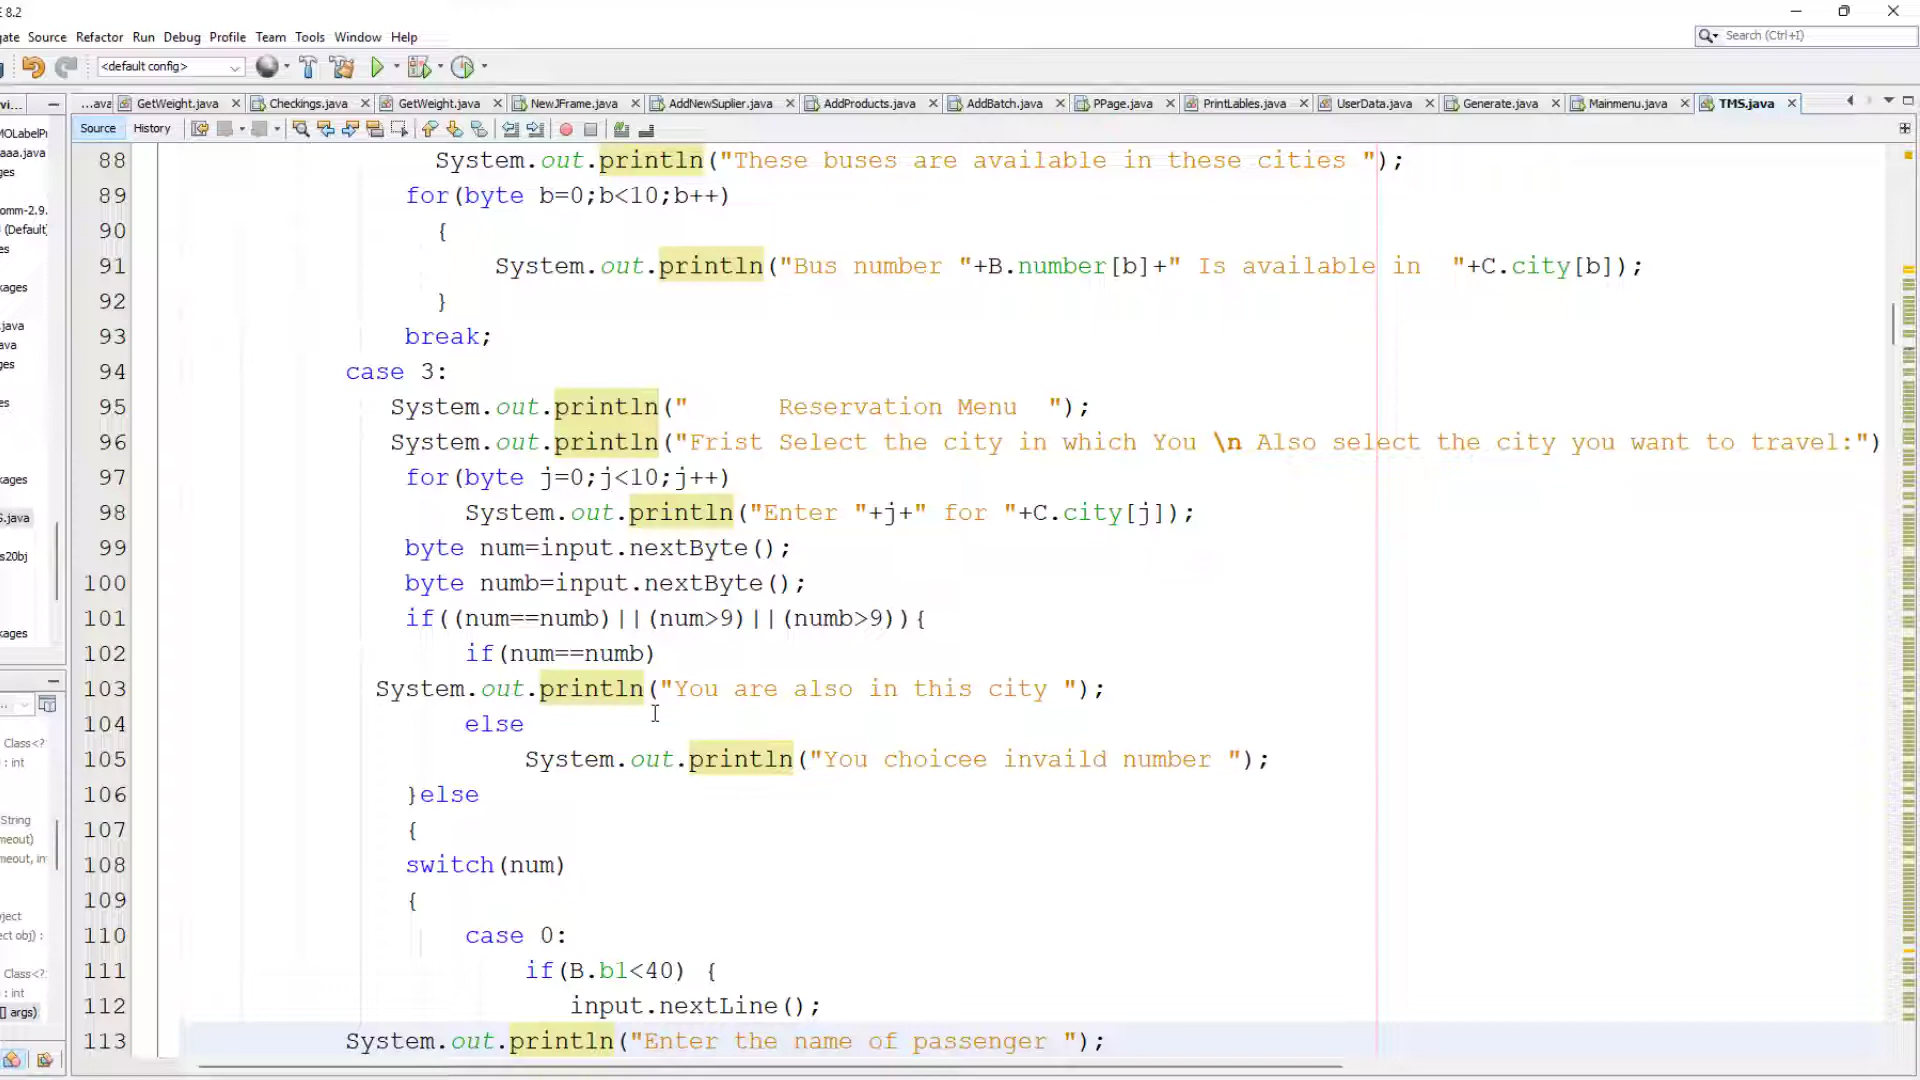 E 8.2
gate Source Refactor Run Debug Profile Team Tools Window Help
Search (Ctrl+I)
<default config>
...ava GetWeight.java Checkings.java GetWeight.java NewJFrame.java AddNewSuplier.java AddProducts.java AddBatch.java PPage.java PrintLables.java UserData.java Generate.java Mainmenu.java TMS.java
Source History
88 System.out.println("These buses are available in these cities ");
89 for(byte b=0;b<10;b++)
90 {
91 System.out.println("Bus number "+B.number[b]+" Is available in  "+C.city[b]);
92 }
93 break;
94 case 3:
95 System.out.println("      Reservation Menu  ");
96 System.out.println("Frist Select the city in which You \n Also select the city you want to travel:")
97 for(byte j=0;j<10;j++)
98 System.out.println("Enter "+j+" for "+C.city[j]);
99 byte num=input.nextByte();
100 byte numb=input.nextByte();
101 if((num==numb)||(num>9)||(numb>9)){
102 if(num==numb)
103 System.out.println("You are also in this city ");
104 else
105 System.out.println("You choicee invaild number ");
106 }else
107 {
108 switch(num)
109 {
110 case 0:
111 if(B.b1<40) {
112 input.nextLine();
113 System.out.println("Enter the name of passenger ");
vi...
MOLabelPr
aaa.java
ges
omm-2.9.
(Default)
es
kages
.java
ava
ges
es
kages
S.java
s20bj
kages
Class<?
: int
String
meout)
meout, in
oject
ect obj) :
Class<?
: int
[] args)